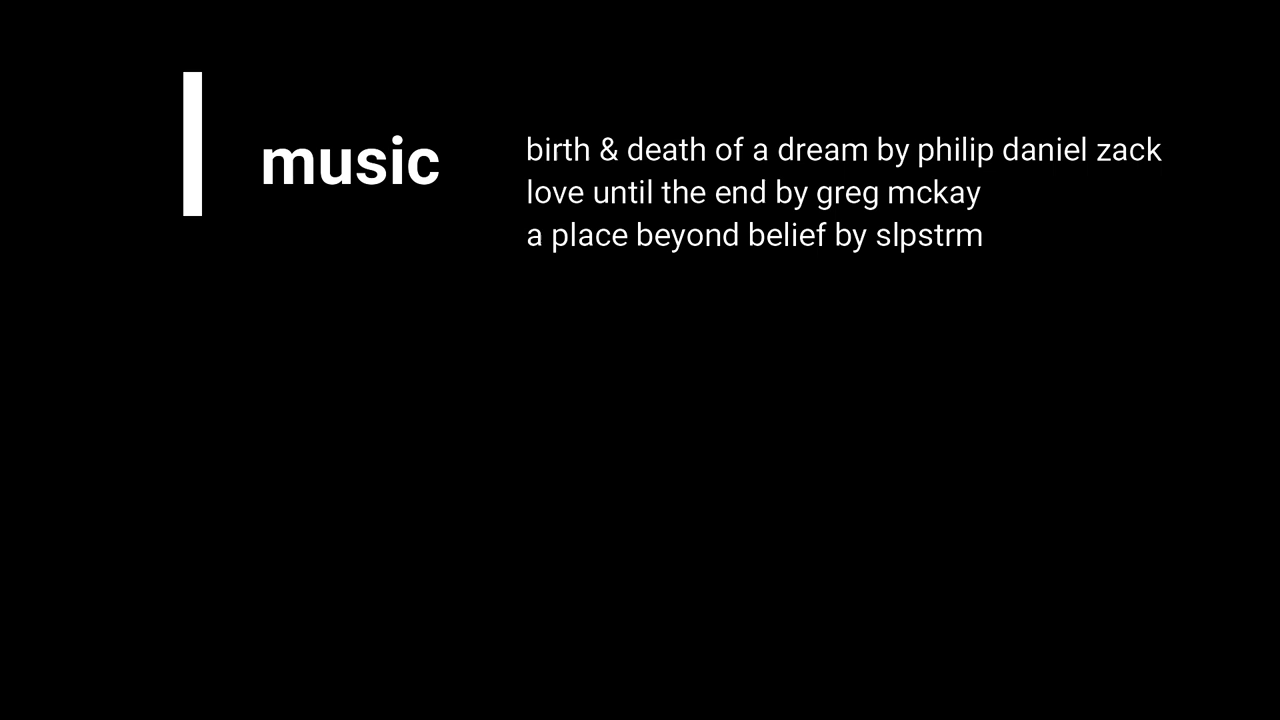 music
birth & death of a dream by philip daniel zack
love until the end by greg mckay
a place beyond belief by slpstrm